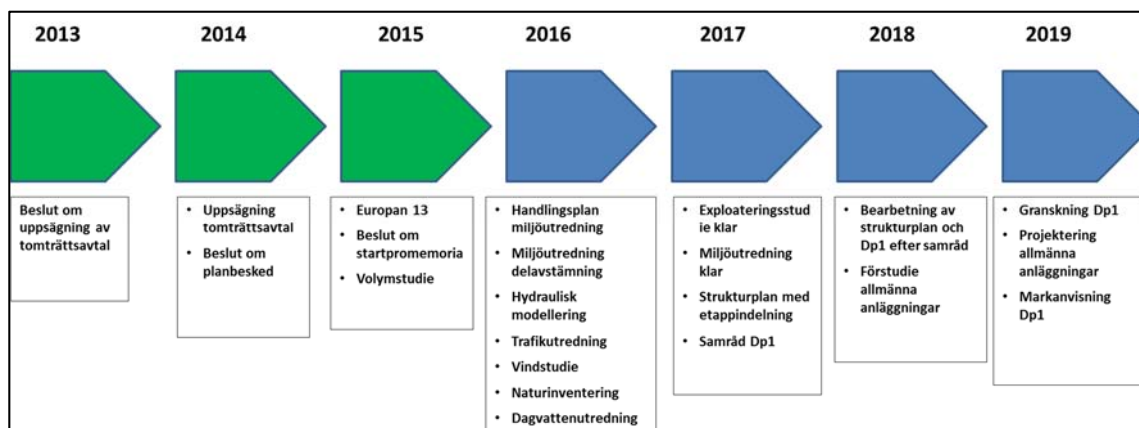 2013
2014
2015
2016
2017
2018
2019
Beslut om
uppsägning av
tomträttsavtal
• Uppsägning
tomträttsavtal
• Beslut om
planbesked
• Europan 13
• Beslut om
startpromemoria
• Volymstudie
• Handlingsplan
miljöutredning
• Miljöutredning
delavstämning
• Hydraulisk
modellering
• Trafikutredning
• Vindstudie
• Naturinventering
• Dagvattenutredning
• Exploateringsstud
ie klar
• Miljöutredning
klar
• Strukturplan med
etappindelning
• Samråd Dp1
• Bearbetning av
strukturplan och
Dp1 efter samråd
• Förstudie
allmänna
anläggningar
• Granskning Dp1
• Projektering
allmänna
anläggningar
• Markanvisning
Dp1